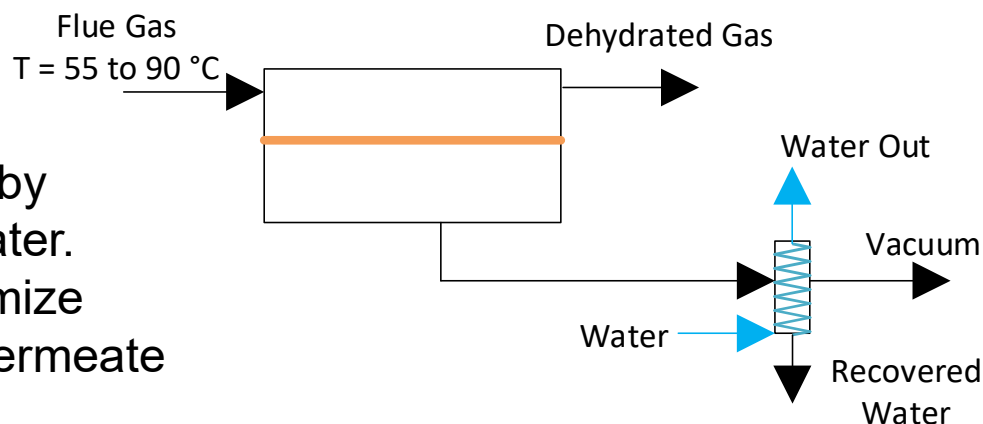 Flue Gas
T = 55 to 90 °C
Dehydrated Gas
by
ater.
mize
ermeate
Water Out
Vacuum
Water
Recovered
Water